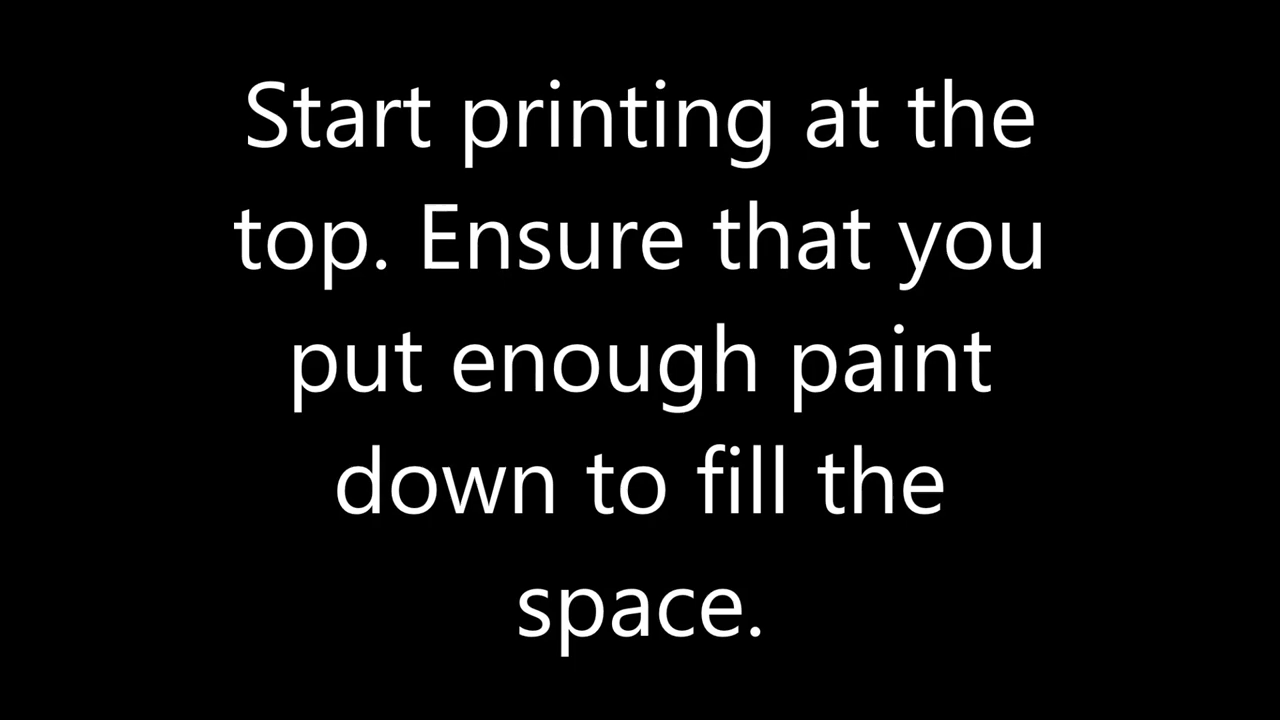 Start printing at the
top. Ensure that you
put enough paint
down to fill the
space.